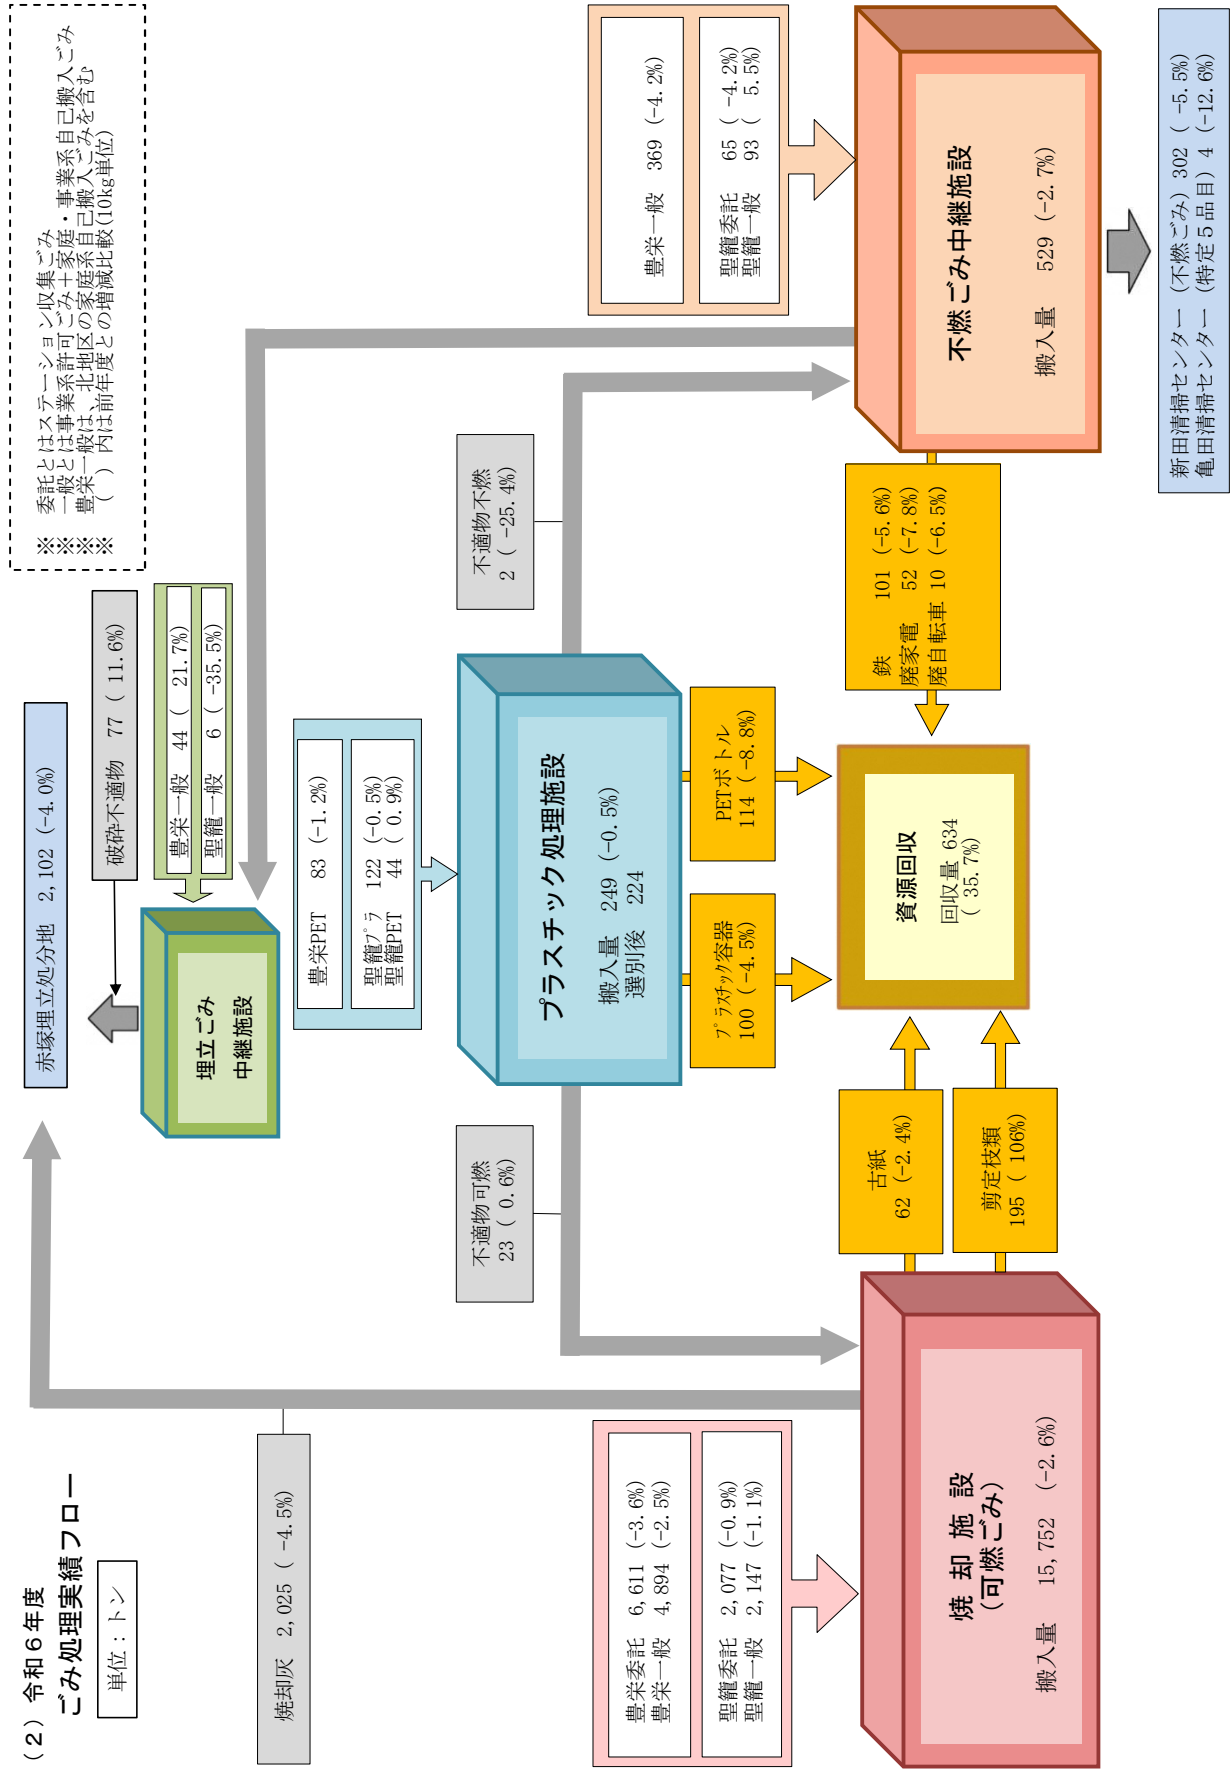 （２）令和６年度
ごみ処理実績フロー
単位：トン
※　委託とはステーション収集ごみ
※　一般とは事業系許可ごみ＋家庭・事業系自己搬入ごみ
※　豊栄一般は、北地区の家庭系自己搬入ごみを含む
※　（　）内は前年度との増減比較(10kg単位)
赤塚埋立処分地　2,102 (-4.0%)
破砕不適物　77 ( 11.6%)
豊栄一般　44 ( 21.7%)
聖籠一般　6 ( -35.5%)
埋立ごみ
中継施設
焼却灰　2,025 ( -4.5%)
豊栄PET　83 (-1.2%)
聖籠プラ　122 (-0.5%)
聖籠PET　44 ( 0.9%)
プラスチック処理施設
搬入量　249 (-0.5%)
選別後　224
不適物可燃
23 ( 0.6%)
不適物不燃
2 ( -25.4%)
豊栄委託　6,611 (-3.6%)
豊栄一般　4,894 (-2.5%)
聖籠委託　2,077 (-0.9%)
聖籠一般　2,147 (-1.1%)
焼 却 施 設
(可燃ごみ)
搬入量　15,752　(-2.6%)
豊栄一般　369 (-4.2%)
聖籠委託　65 ( -4.2%)
聖籠一般　93 ( 5.5%)
不燃ごみ中継施設
搬入量　529 (-2.7%)
プラスチック容器
100 (-4.5%)
PETボトル
114 (-8.8%)
古紙
62 (-2.4%)
剪定枝類
195 ( 106%)
資源回収
回収量 634
( 35.7%)
鉄　101 (-5.6%)
廃家電　52 (-7.8%)
廃自転車 10 (-6.5%)
新田清掃センター (不燃ごみ) 302 ( -5.5%)
亀田清掃センター (特定５品目) 4 (-12.6%)